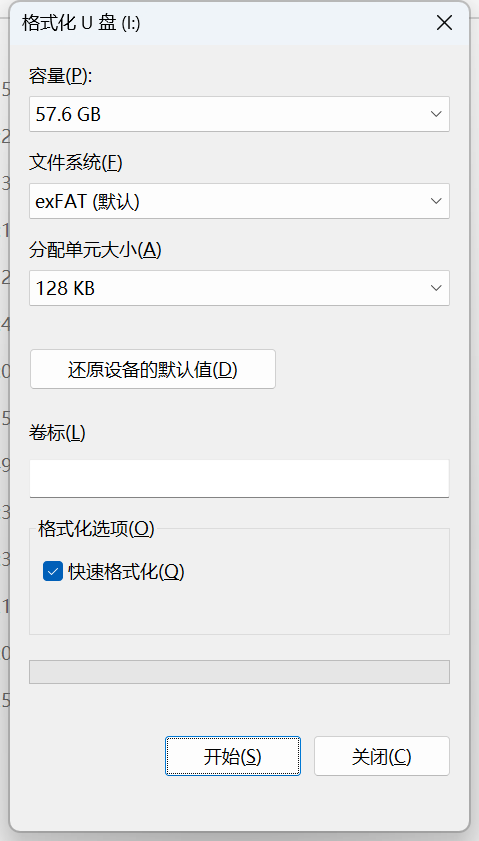 格式化 U 盘 (I:)
容量(P):
57.6 GB
文件系统(F)
exFAT (默认)
分配单元大小(A)
128 KB
还原设备的默认值(D)
卷标(L)
格式化选项(O)
快速格式化(Q)
开始(S)
关闭(C)